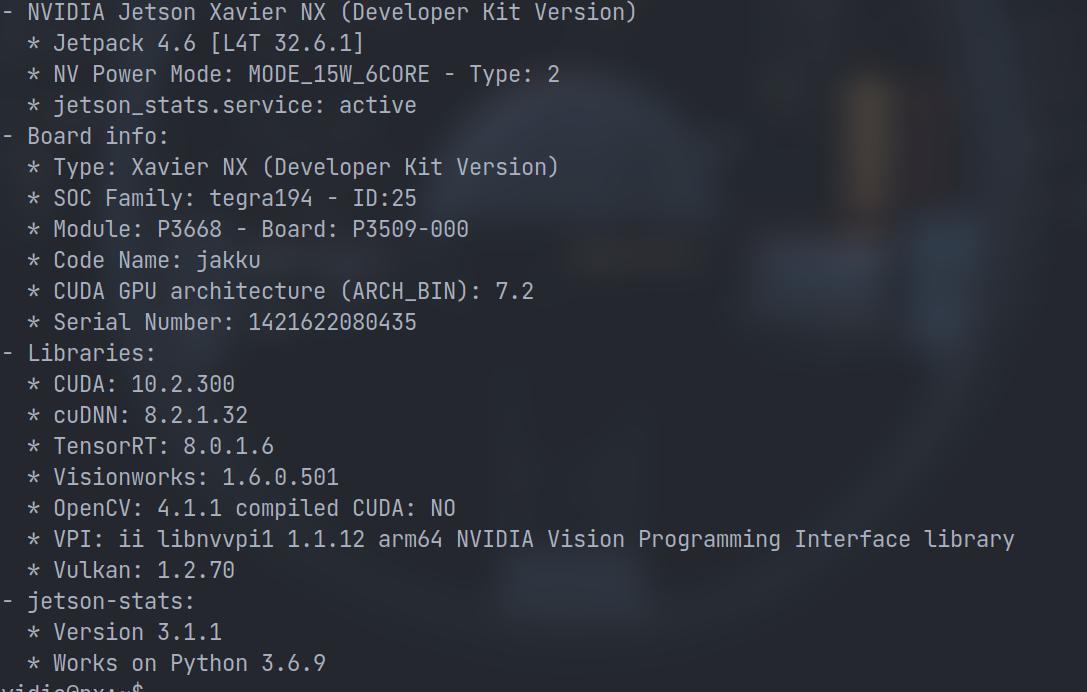 - NVIDIA Jetson Xavier NX (Developer Kit Version)
* Jetpack 4.6 [L4T 32.6.1]
* NV Power Mode: MODE_15W_6CORE - Type: 2
* jetson_stats.service: active
- Board info:
* Type: Xavier NX (Developer Kit Version)
* SOC Family: tegra194 - ID:25
* Module: P3668 - Board: P3509-000
* Code Name: jakku
* CUDA GPU architecture (ARCH_BIN): 7.2
* Serial Number: 1421622080435
- Libraries:
* CUDA: 10.2.300
* cuDNN: 8.2.1.32
* TensorRT: 8.0.1.6
* Visionworks: 1.6.0.501
* OpenCV: 4.1.1 compiled CUDA: NO
* VPI: ii libnvvpi1 1.1.12 arm64 NVIDIA Vision Programming Interface library
* Vulkan: 1.2.70
- jetson-stats:
* Version 3.1.1
* Works on Python 3.6.9